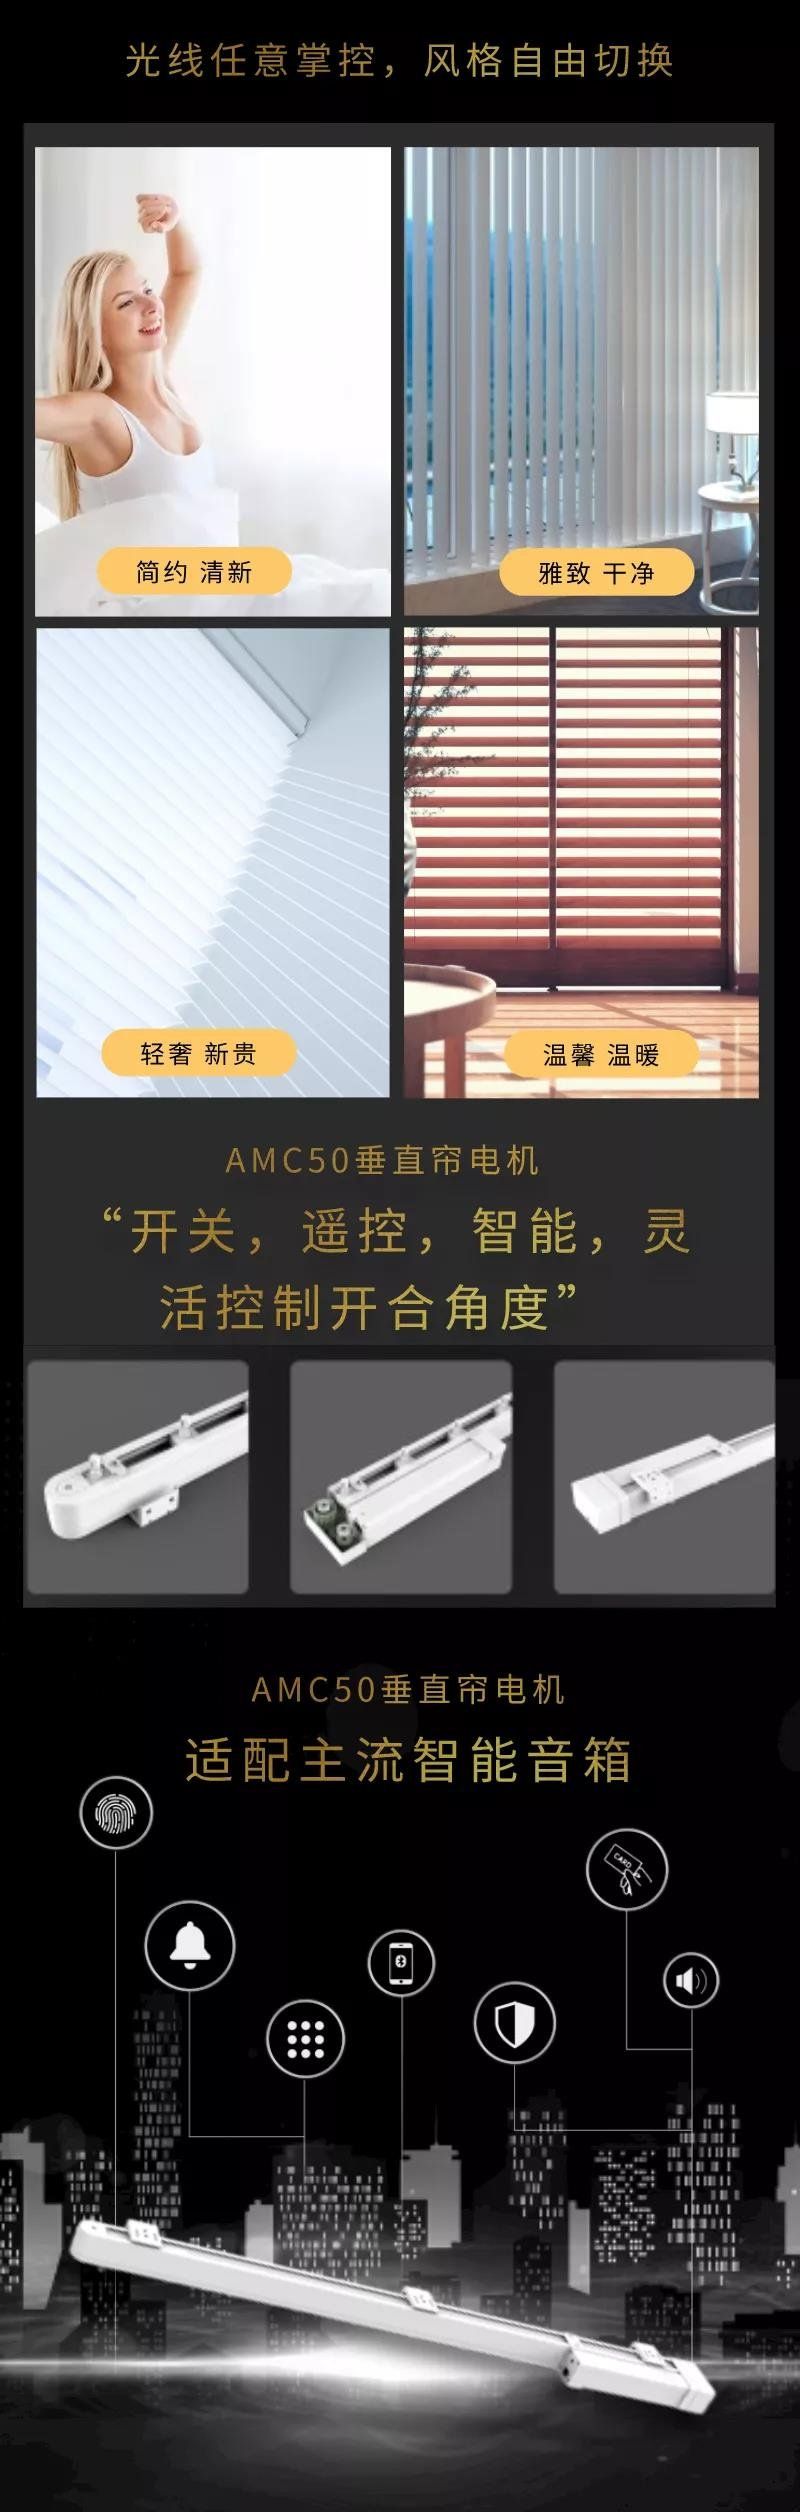 光线任意掌控，风格自由切换
简约 清新
雅致 干净
轻奢 新贵
温馨 温暖
AMC50垂直帘电机
“开关，遥控，智能，灵
活控制开合角度”
AMC50垂直帘电机
适配主流智能音箱
CARD